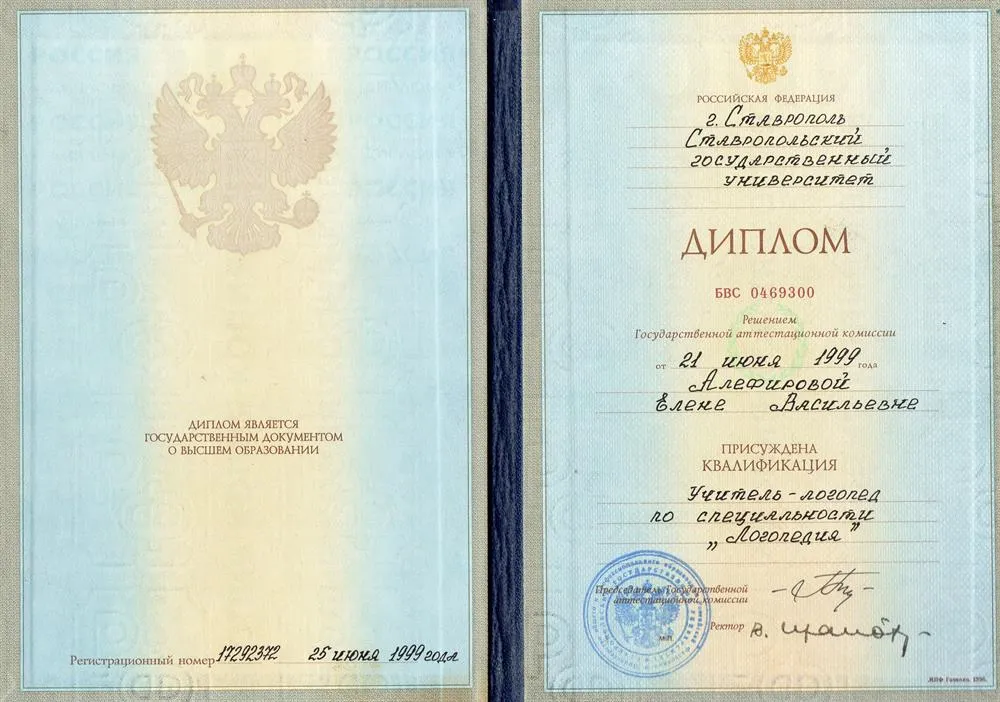 ДИПЛОМ ЯВЛЯЕТСЯ
ГОСУДАРСТВЕННЫМ ДОКУМЕНТОМ
О ВЫСШЕМ ОБРАЗОВАНИИ
Регистрационный номер 17292372 25 июня 1999 года
РОССИЙСКАЯ ФЕДЕРАЦИЯ
г. Ставрополь
Ставропольский
государственный
университет
ДИПЛОМ
БВС 0469300
Решением
Государственной аттестационной комиссии
от 21 июня 1999 года
Алефировой
Елене Васильевне
ПРИСУЖДЕНА
КВАЛИФИКАЦИЯ
Учитель-логопед
по специальности
„Логопедия"
Председатель Государственной
аттестационной комиссии
Ректор
М.П.